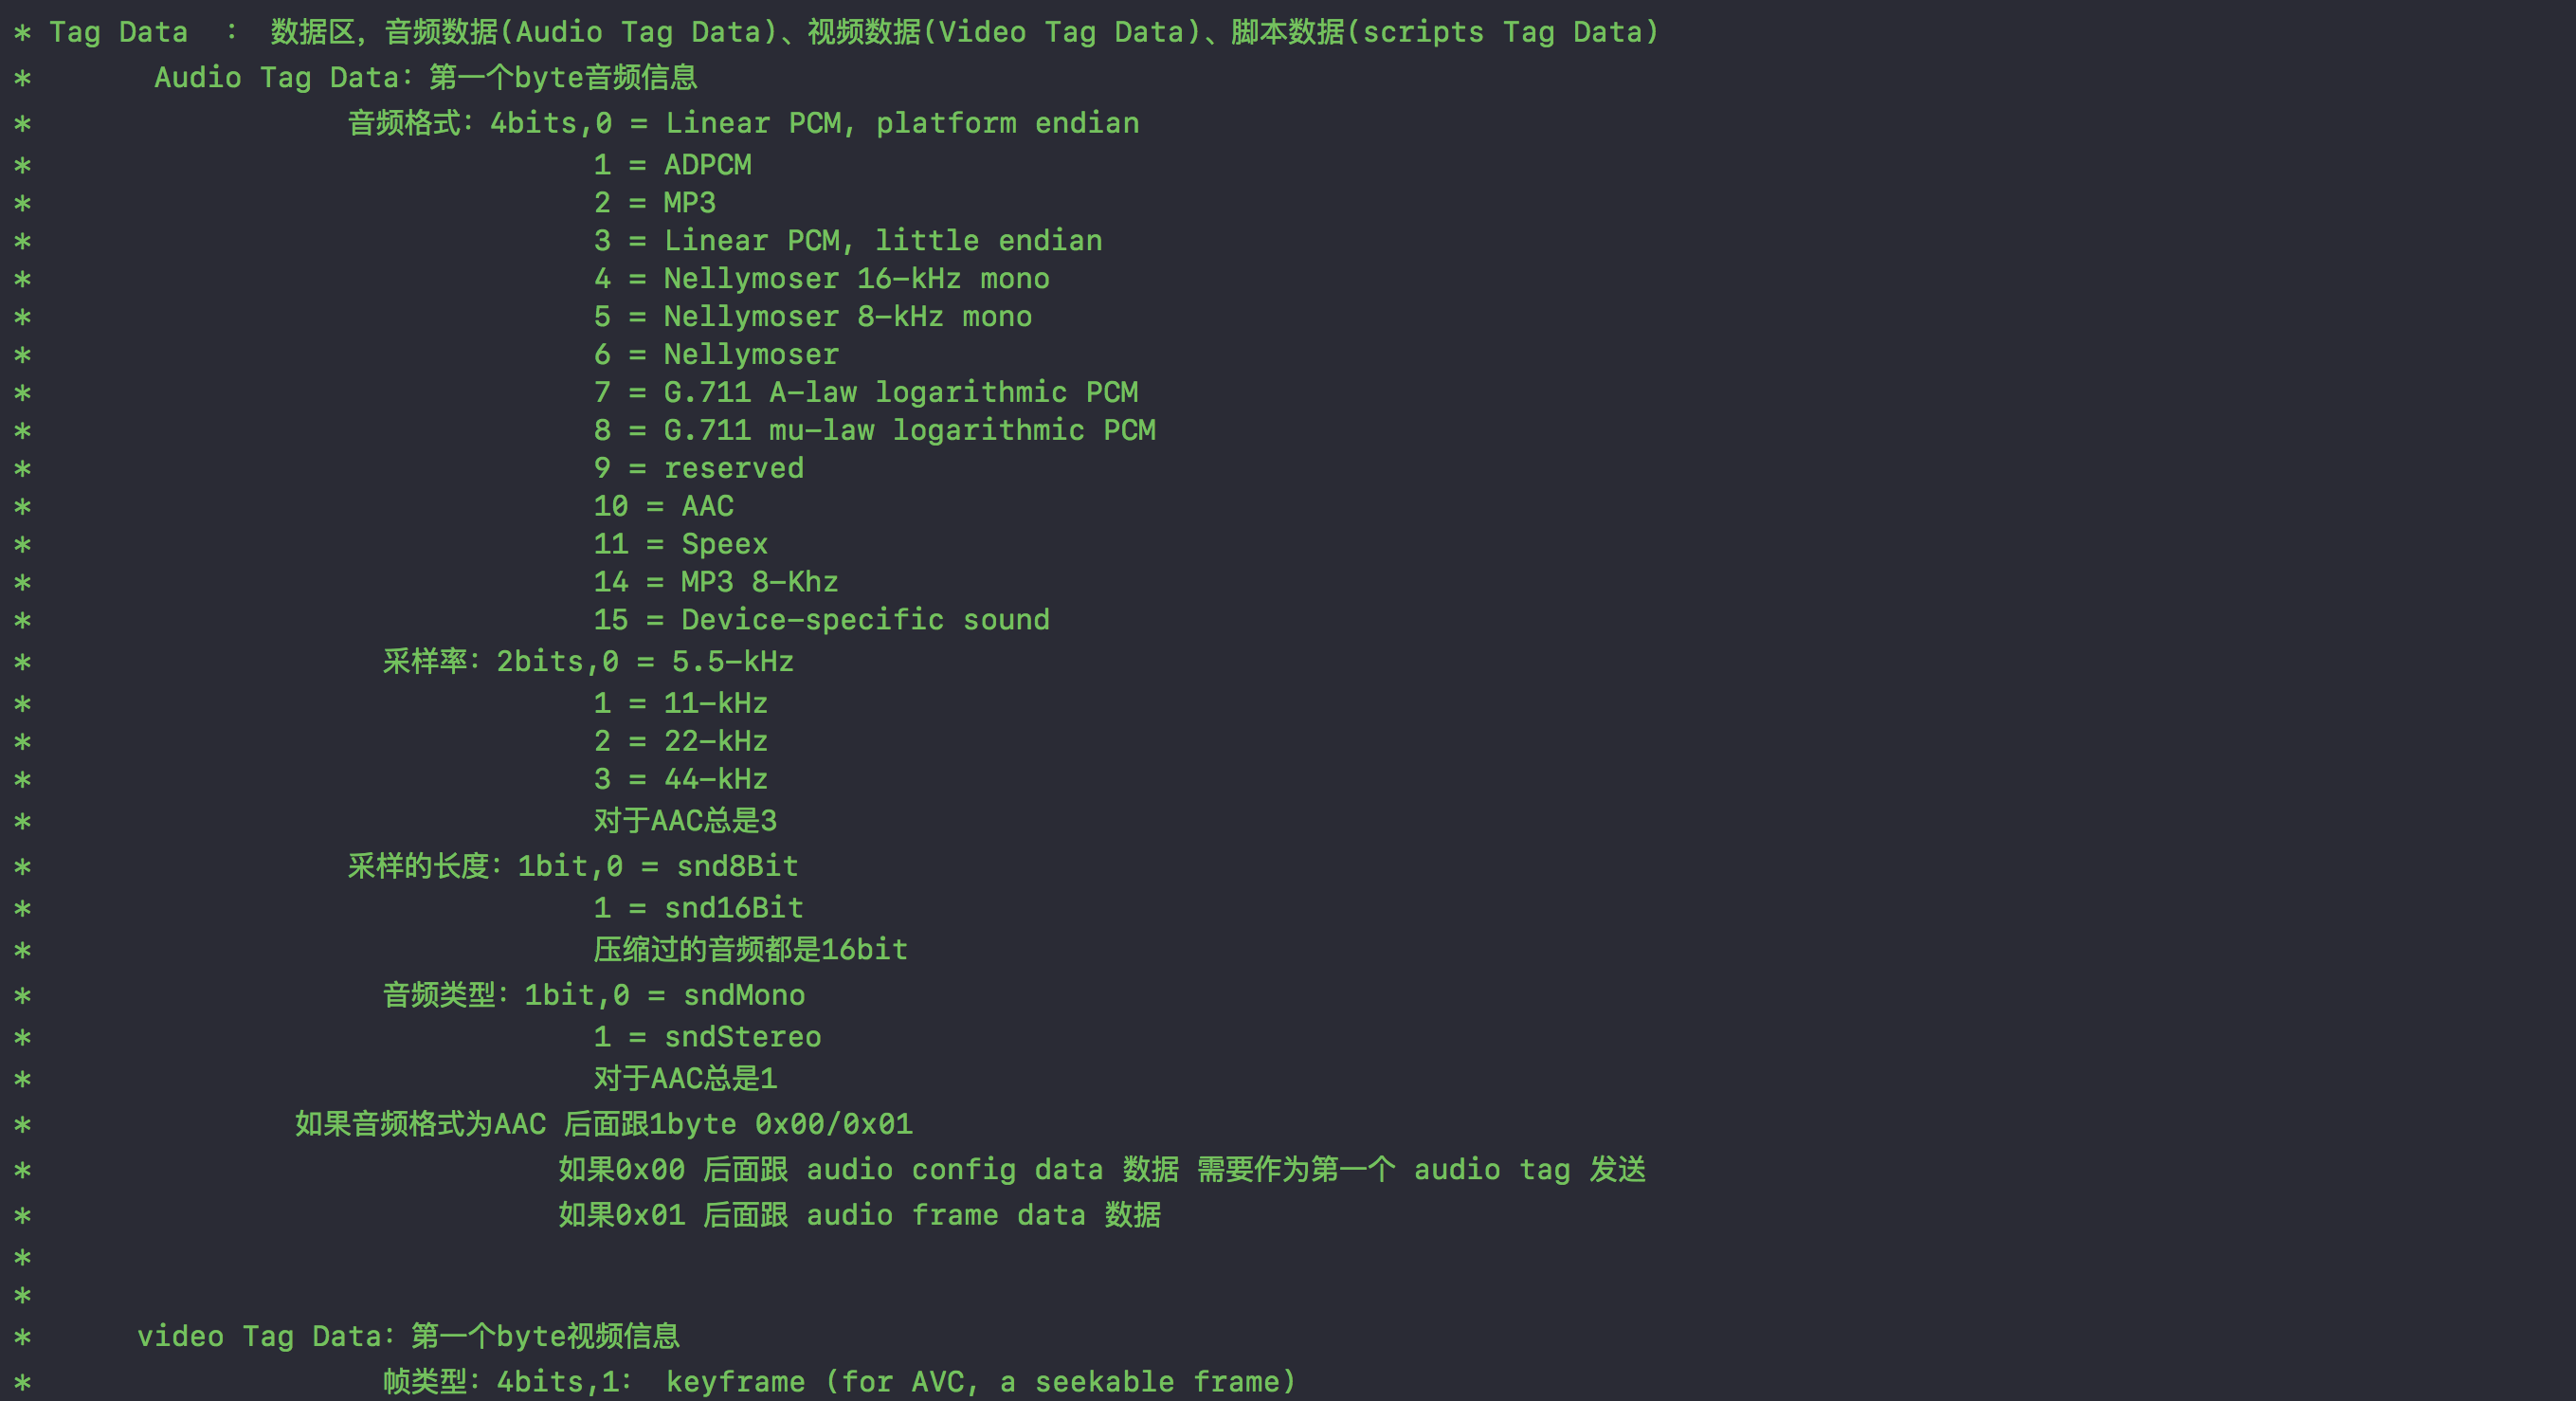 * Tag Data  :  数据区，音频数据(Audio Tag Data)、视频数据(Video Tag Data)、脚本数据(scripts Tag Data)
*       Audio Tag Data：第一个byte音频信息
*                  音频格式：4bits,0 = Linear PCM, platform endian
*                                1 = ADPCM
*                                2 = MP3
*                                3 = Linear PCM, little endian
*                                4 = Nellymoser 16-kHz mono
*                                5 = Nellymoser 8-kHz mono
*                                6 = Nellymoser
*                                7 = G.711 A-law logarithmic PCM
*                                8 = G.711 mu-law logarithmic PCM
*                                9 = reserved
*                                10 = AAC
*                                11 = Speex
*                                14 = MP3 8-Khz
*                                15 = Device-specific sound
*                    采样率：2bits,0 = 5.5-kHz
*                                1 = 11-kHz
*                                2 = 22-kHz
*                                3 = 44-kHz
*                                对于AAC总是3
*                  采样的长度：1bit,0 = snd8Bit
*                                1 = snd16Bit
*                                压缩过的音频都是16bit
*                    音频类型：1bit,0 = sndMono
*                                1 = sndStereo
*                                对于AAC总是1
*               如果音频格式为AAC 后面跟1byte 0x00/0x01
*                              如果0x00 后面跟 audio config data 数据 需要作为第一个 audio tag 发送
*                              如果0x01 后面跟 audio frame data 数据
*
*
*      video Tag Data：第一个byte视频信息
*                    帧类型：4bits,1： keyframe (for AVC, a seekable frame)